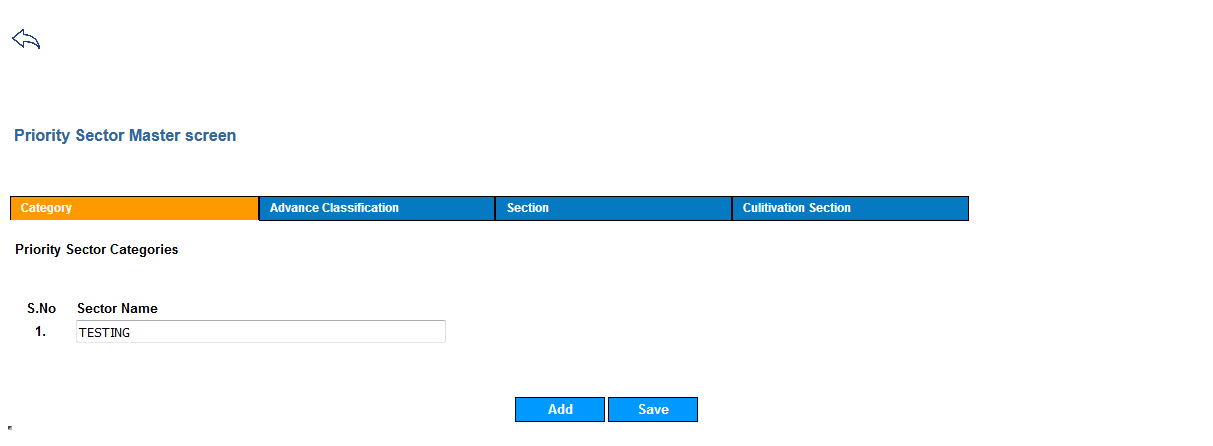 Priority Sector Master screen
Category Advance Classification Section Culitivation Section
Priority Sector Categories
S.No Sector Name
1. TESTING
Add Save